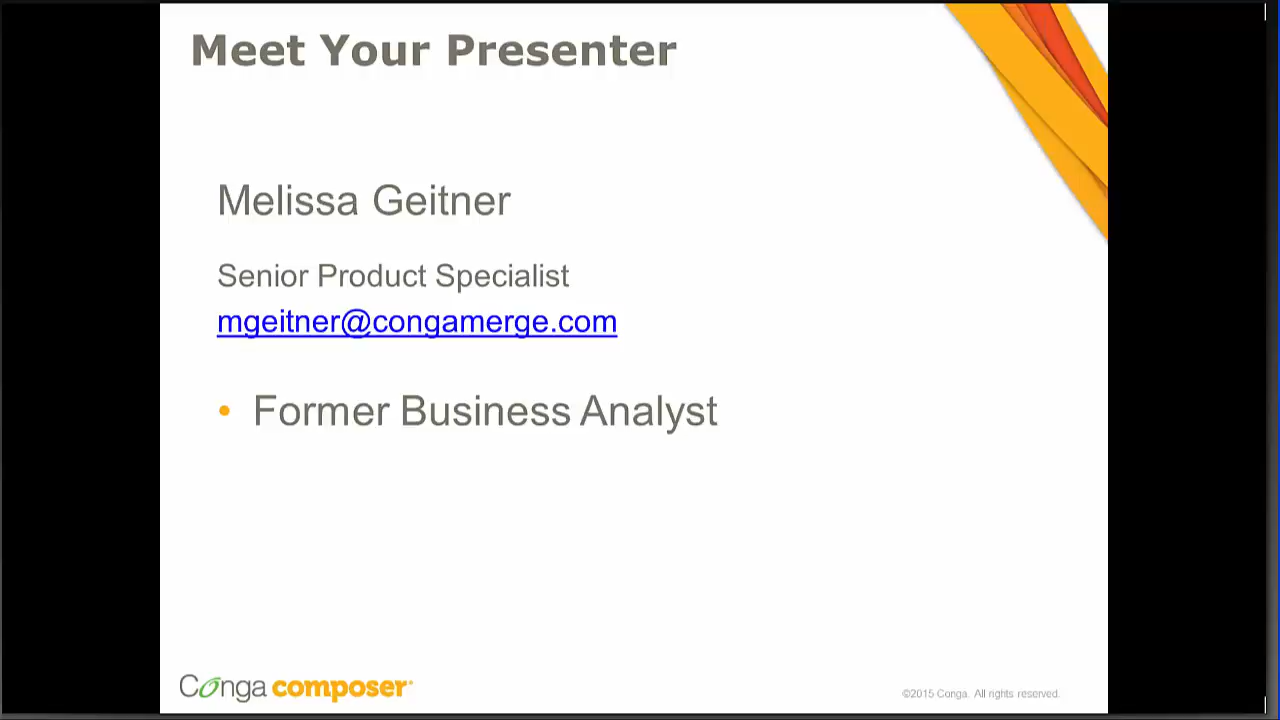 Meet Your Presenter
Melissa Geitner
Senior Product Specialist
mgeitner@congamerge.com
• Former Business Analyst
Conga composer
©2015 Conga. All rights reserved.